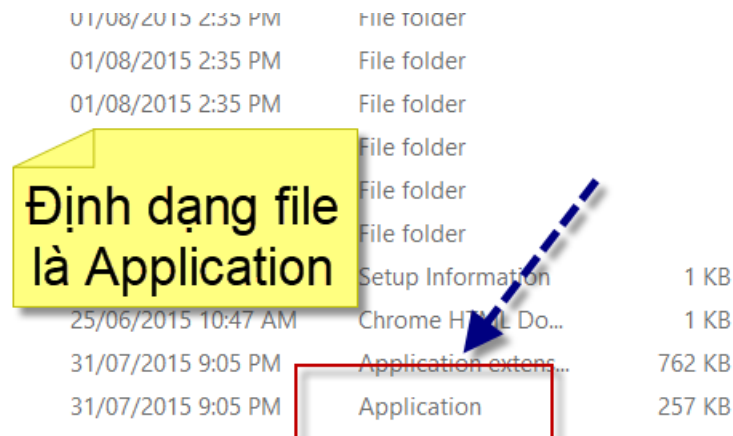 01/08/2015 2:35 PM File folder
01/08/2015 2:35 PM File folder
01/08/2015 2:35 PM File folder
File folder
File folder
File folder
Định dạng file
là Application
Setup Information 1 KB
25/06/2015 10:47 AM Chrome HTML Do... 1 KB
31/07/2015 9:05 PM Application extens... 762 KB
31/07/2015 9:05 PM Application 257 KB